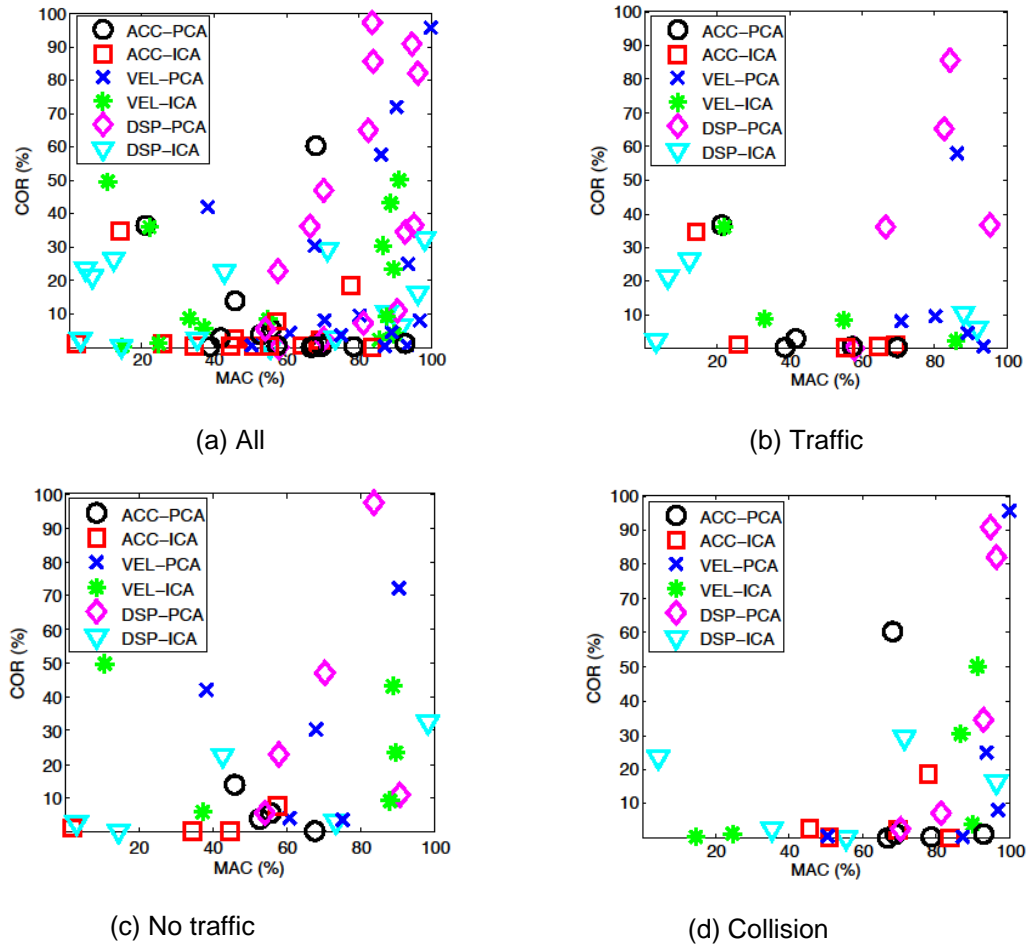 100
90
80
70
60
50
40
30
20
10
COR (%)
20
40
60
80
100
MAC (%)
ACC-PCA
ACC-ICA
VEL-PCA
VEL-ICA
DSP-PCA
DSP-ICA
(a) All
100
90
80
70
60
50
40
30
20
10
COR (%)
20
40
60
80
100
MAC (%)
ACC-PCA
ACC-ICA
VEL-PCA
VEL-ICA
DSP-PCA
DSP-ICA
(b) Traffic
100
90
80
70
60
50
40
30
20
10
COR (%)
20
40
60
80
100
MAC (%)
ACC-PCA
ACC-ICA
VEL-PCA
VEL-ICA
DSP-PCA
DSP-ICA
(c) No traffic
100
90
80
70
60
50
40
30
20
10
COR (%)
20
40
60
80
100
MAC (%)
ACC-PCA
ACC-ICA
VEL-PCA
VEL-ICA
DSP-PCA
DSP-ICA
(d) Collision